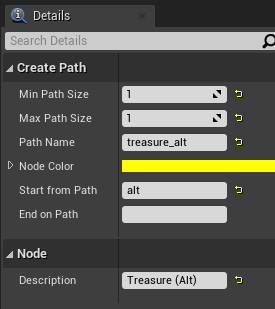 Details
Search Details
Create Path
Min Path Size 1
Max Path Size 1
Path Name treasure_alt
Node Color
Start from Path alt
End on Path
Node
Description Treasure (Alt)